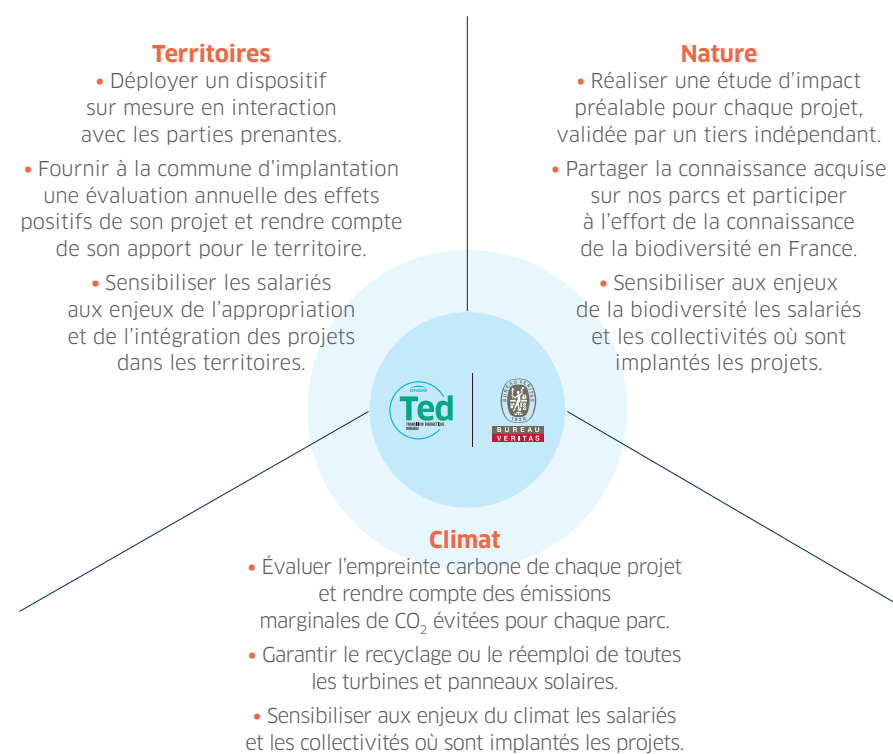 Territoires
• Déployer un dispositif
sur mesure en interaction
avec les parties prenantes.
• Fournir à la commune d'implantation
une évaluation annuelle des effets
positifs de son projet et rendre compte
de son apport pour le territoire.
• Sensibiliser les salariés
aux enjeux de l'appropriation
et de l'intégration des projets
dans les territoires.
Nature
• Réaliser une étude d'impact
préalable pour chaque projet,
validée par un tiers indépendant.
• Partager la connaissance acquise
sur nos parcs et participer
à l'effort de la connaissance
de la biodiversité en France.
• Sensibiliser aux enjeux
de la biodiversité les salariés
et les collectivités où sont
implantés les projets.
Ted
TRANSITION ÉNERGÉTIQUE
DURABLE
BUREAU VERITAS
1828
BUREAU
VERITAS
Climat
• Évaluer l'empreinte carbone de chaque projet
et rendre compte des émissions
marginales de CO₂ évitées pour chaque parc.
• Garantir le recyclage ou le réemploi de toutes
les turbines et panneaux solaires.
• Sensibiliser aux enjeux du climat les salariés
et les collectivités où sont implantés les projets.